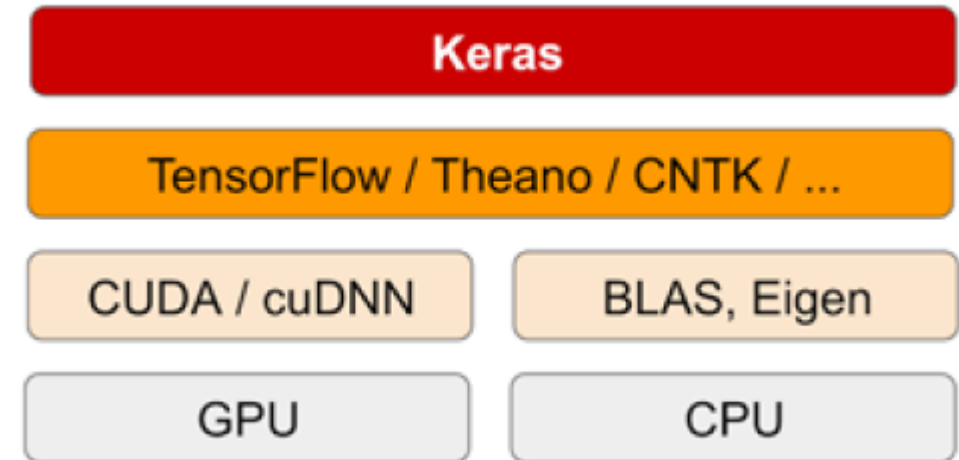 Keras
TensorFlow / Theano / CNTK / ...
CUDA / cuDNN
BLAS, Eigen
GPU
CPU